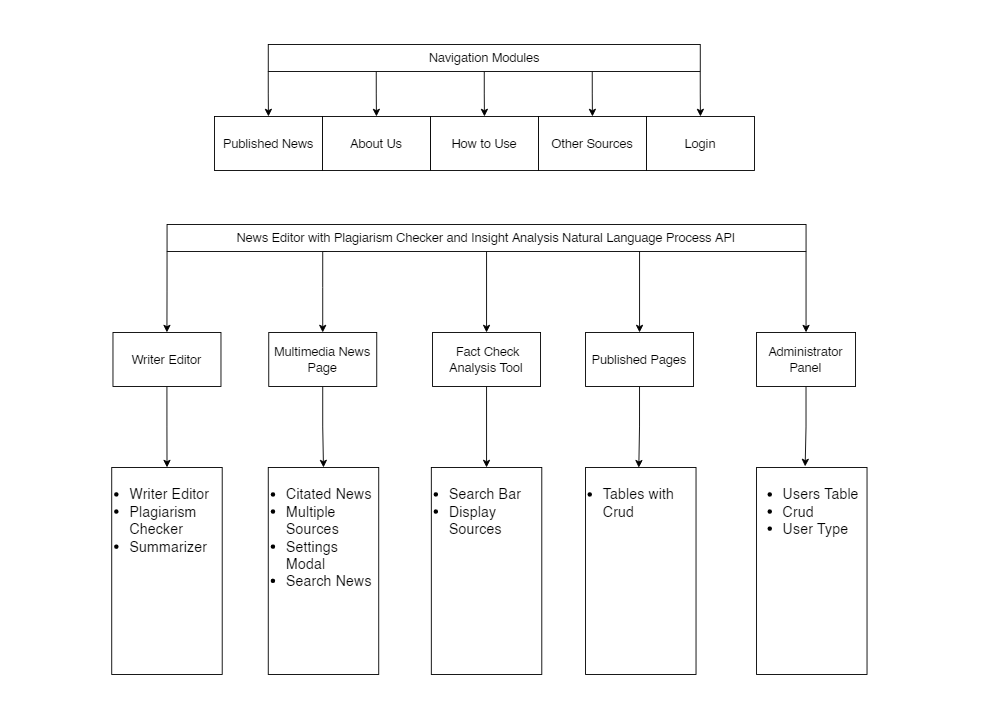 Navigation Modules
Published News
About Us
How to Use
Other Sources
Login
News Editor with Plagiarism Checker and Insight Analysis Natural Language Process API
Writer Editor
Multimedia News
Page
Fact Check
Analysis Tool
Published Pages
Administrator
Panel
Writer Editor
Plagiarism
Checker
Summarizer
Citated News
Multiple
Sources
Settings
Modal
Search News
Search Bar
Display
Sources
Tables with
Crud
Users Table
Crud
User Type